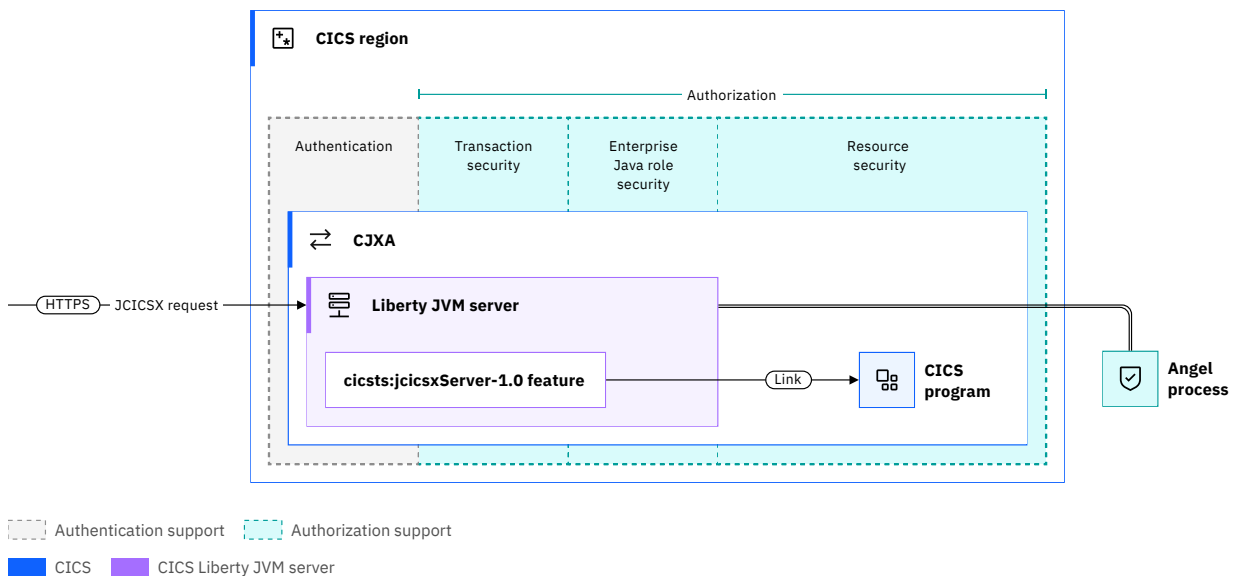 CICS region
Authorization
Authentication
Transaction
security
Enterprise
Java role
security
Resource
security
CJXA
HTTPS
JCICSX request
Liberty JVM server
cicsts:jcicsxServer-1.0 feature
Link
CICS
program
Angel
process
Authentication support
Authorization support
CICS
CICS Liberty JVM server